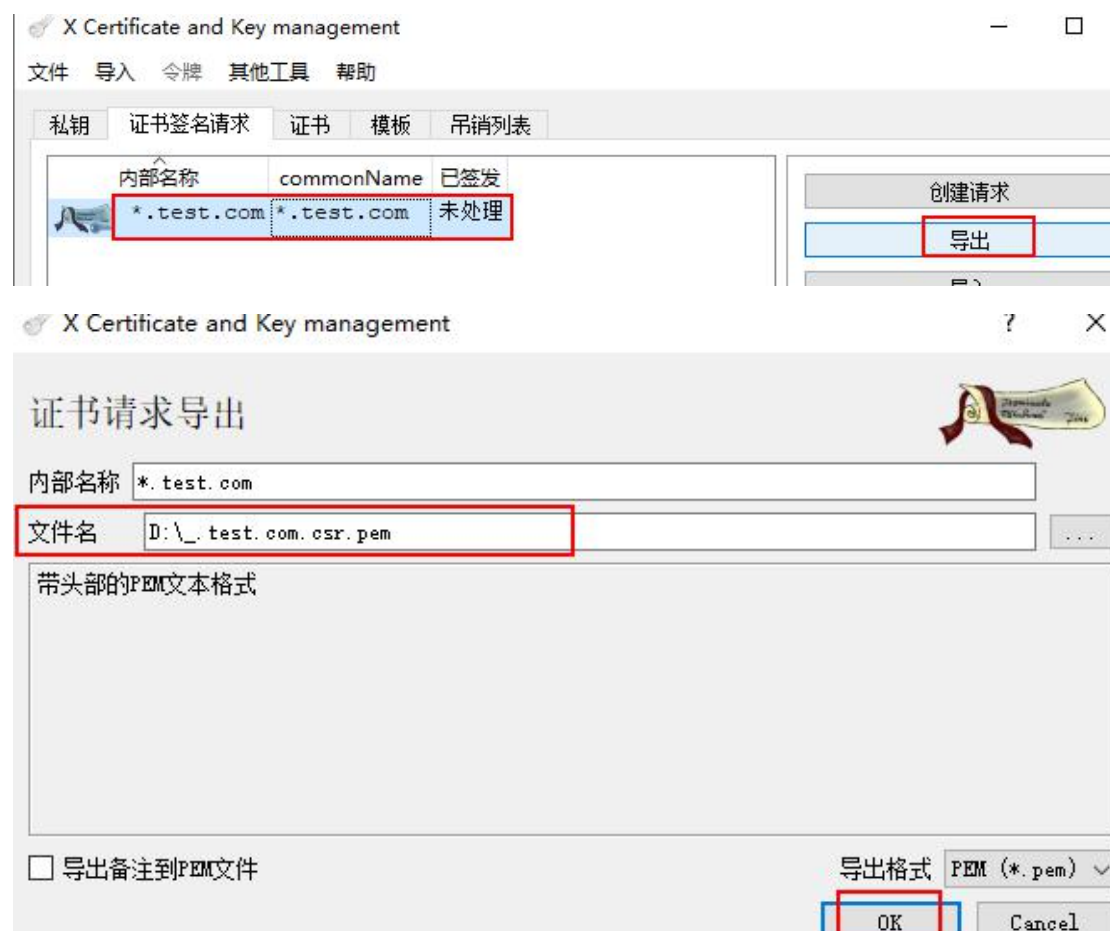 X Certificate and Key management
文件 导入 令牌 其他工具 帮助
私钥 证书签名请求 证书 模板 吊销列表
内部名称 commonName 已签发
*.test.com *.test.com 未处理
创建请求
导出
X Certificate and Key management
证书请求导出
内部名称 *.test.com
文件名 D:\_.test.com.csr.pem
...
带头部的PEM文本格式
导出备注到PEM文件
导出格式 PEM (*.pem)
OK Cancel